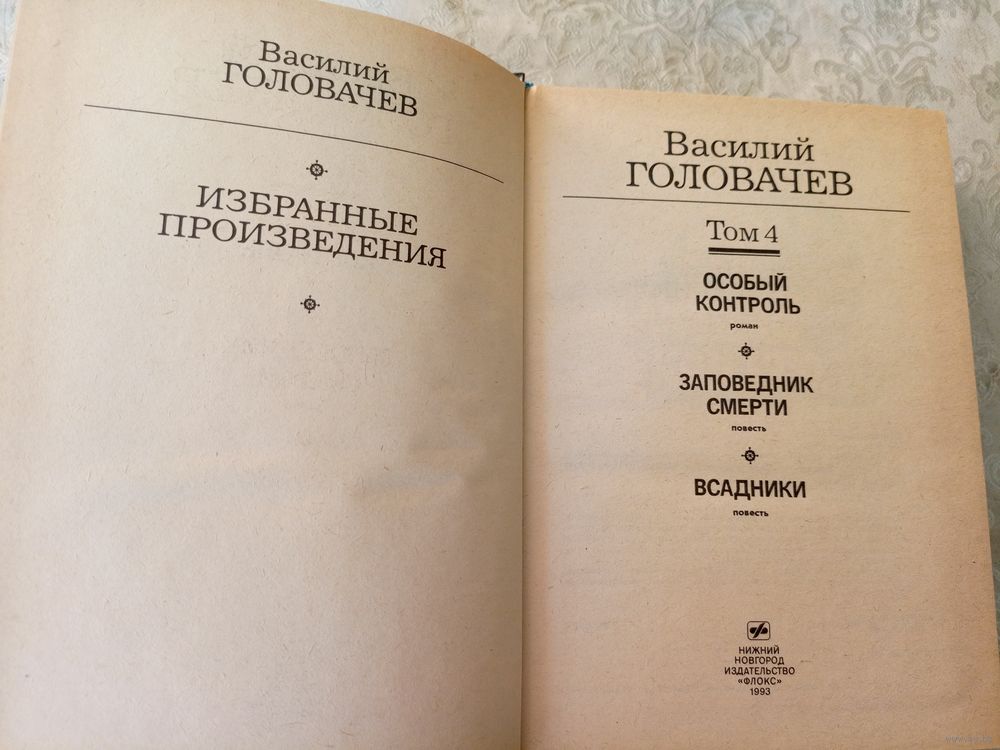 Василий
ГОЛОВАЧЕВ
ИЗБРАННЫЕ
ПРОИЗВЕДЕНИЯ
Василий
ГОЛОВАЧЕВ
Том 4
ОСОБЫЙ
КОНТРОЛЬ
роман
ЗАПОВЕДНИК
СМЕРТИ
повесть
ВСАДНИКИ
повесть
НИЖНИЙ
НОВГОРОД
ИЗДАТЕЛЬСТВО
«ФЛОКС»
1993